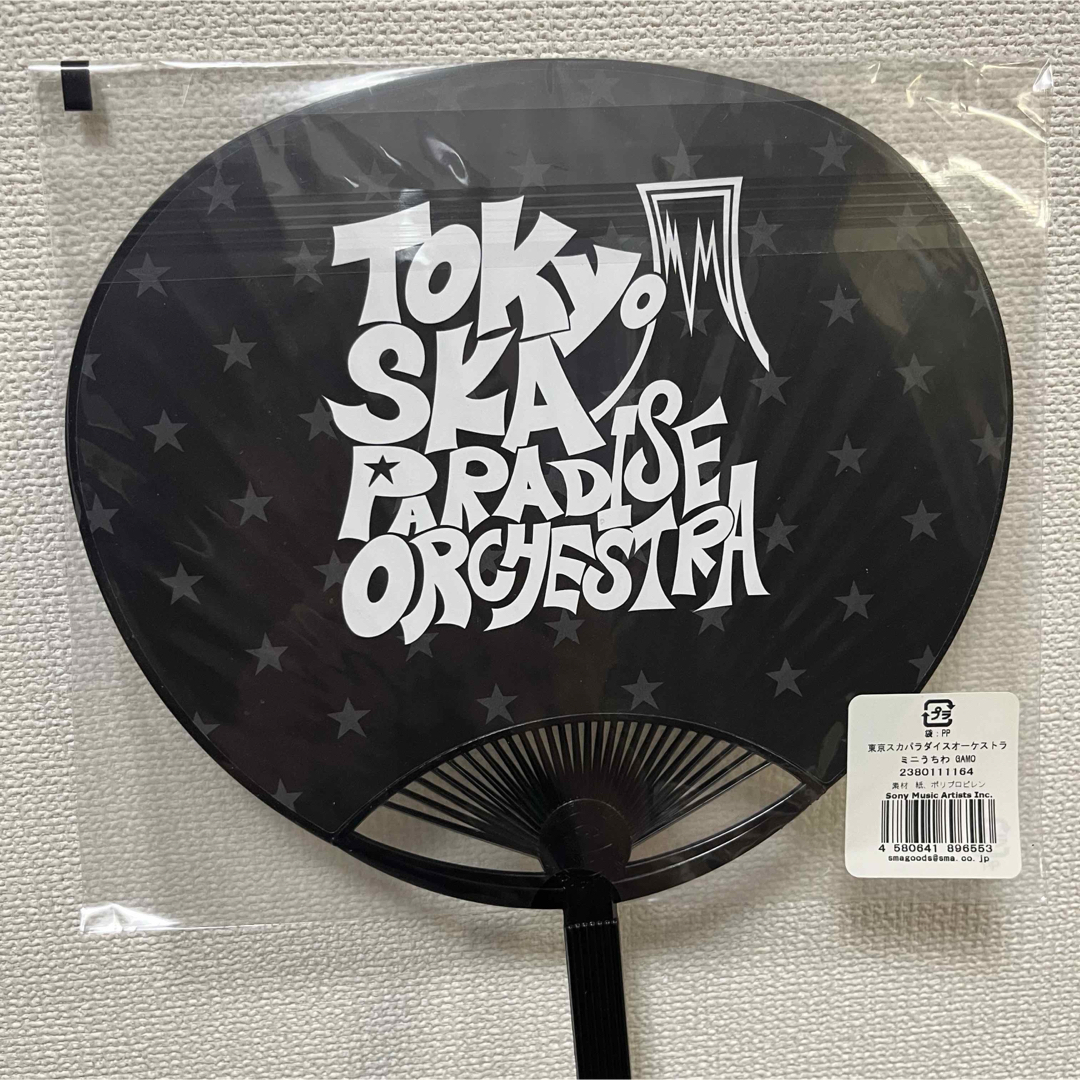 TOKYO
SKA
PARADISE
ORCHESTRA
プラ
袋:PP
東京スカパラダイスオーケストラ
ミニうちわ GAMO
2380111164
素材 紙、ポリプロピレン
Sony Music Artists Inc.
4 580641 896553
smagoods@sma.co.jp